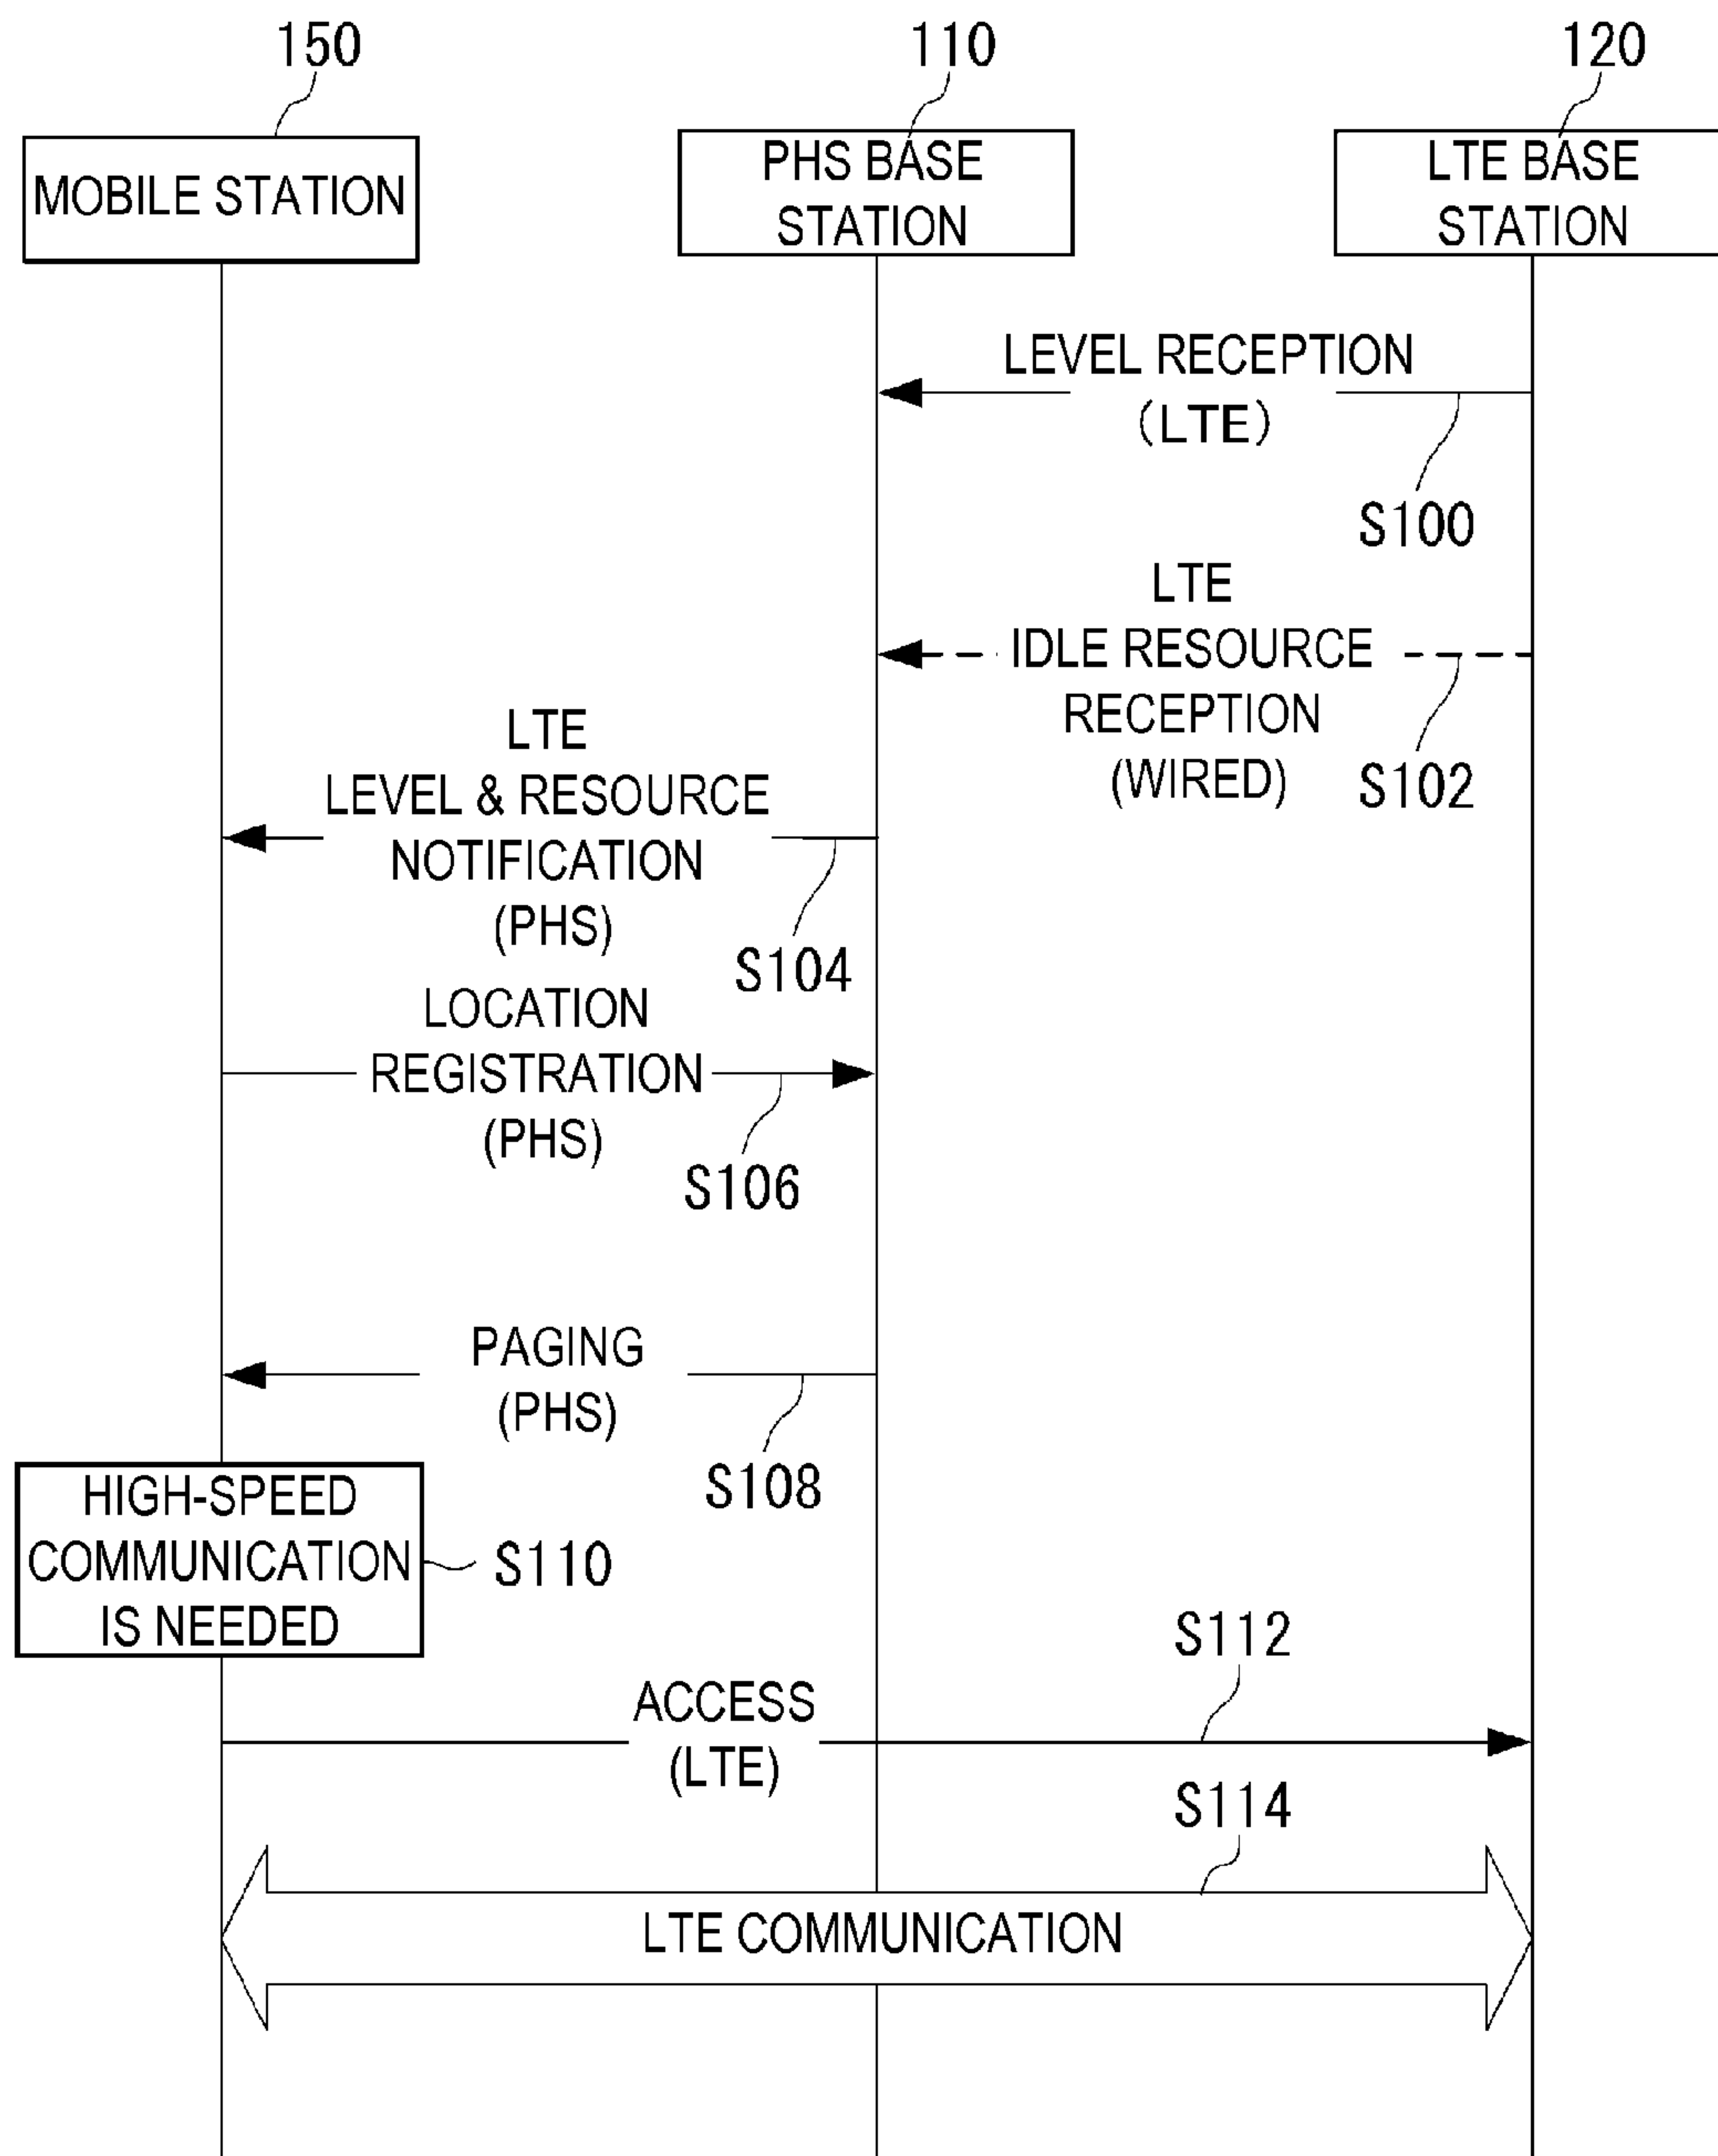 150
110
120
MOBILE STATION
PHS BASE
STATION
LTE BASE
STATION
LEVEL RECEPTION
(LTE)
S100
LTE
IDLE RESOURCE
RECEPTION
(WIRED)
S102
LTE
LEVEL & RESOURCE
NOTIFICATION
(PHS)
S104
LOCATION
REGISTRATION
(PHS)
S106
PAGING
(PHS)
S108
HIGH-SPEED
COMMUNICATION
IS NEEDED
S110
S112
ACCESS
(LTE)
S114
LTE COMMUNICATION